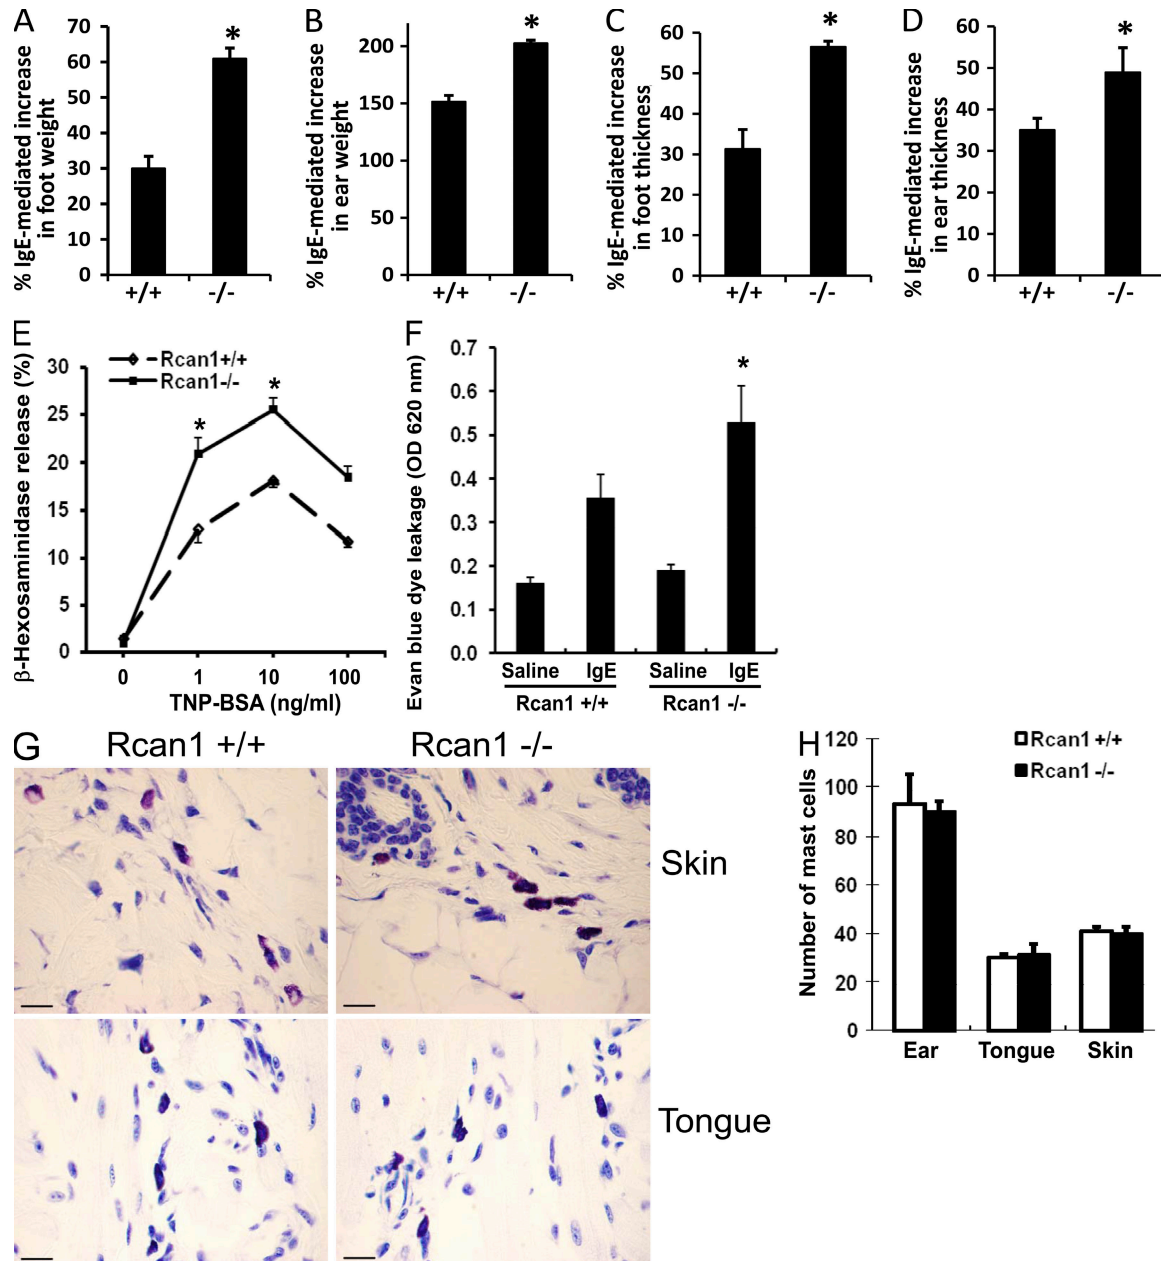 A
% IgE-mediated increase
in foot weight
70
60
50
40
30
20
10
0
*
+/+
-/-
B
% IgE-mediated increase
in ear weight
200
150
100
50
0
*
+/+
-/-
C
% IgE-mediated increase
in foot thickness
60
50
40
30
20
10
0
*
+/+
-/-
D
% IgE-mediated increase
in ear thickness
60
50
40
30
20
10
0
*
+/+
-/-
E
β-Hexosaminidase release (%)
30
25
20
15
10
5
0
Rcan1+/+
Rcan1-/-
*
*
0 1 10 100
TNP-BSA (ng/ml)
F
Evan blue dye leakage (OD 620 nm)
0.7
0.6
0.5
0.4
0.3
0.2
0.1
0.0
*
Saline IgE Saline IgE
Rcan1 +/+ Rcan1 -/-
G
Rcan1 +/+ Rcan1 -/-
Skin
Tongue
H
Number of mast cells
120
100
80
60
40
20
0
Rcan1 +/+
Rcan1 -/-
Ear Tongue Skin